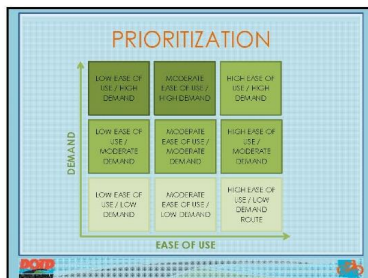 PRIORITIZATION
LOW EASE OF
USE / HIGH
DEMAND
MODERATE
EASE OF USE
/ HIGH DEMAND
HIGH EASE OF
USE / HIGH
DEMAND
LOW EASE OF
USE /
MODERATE
DEMAND
MODERATE
EASE OF USE /
MODERATE
DEMAND
HIGH EASE OF
USE /
MODERATE
DEMAND
LOW EASE OF
USE / LOW
DEMAND
MODERATE
EASE OF USE
/ LOW DEMAND
HIGH EASE OF
USE / LOW
DEMAND
ROUTE
DEMAND
EASE OF USE